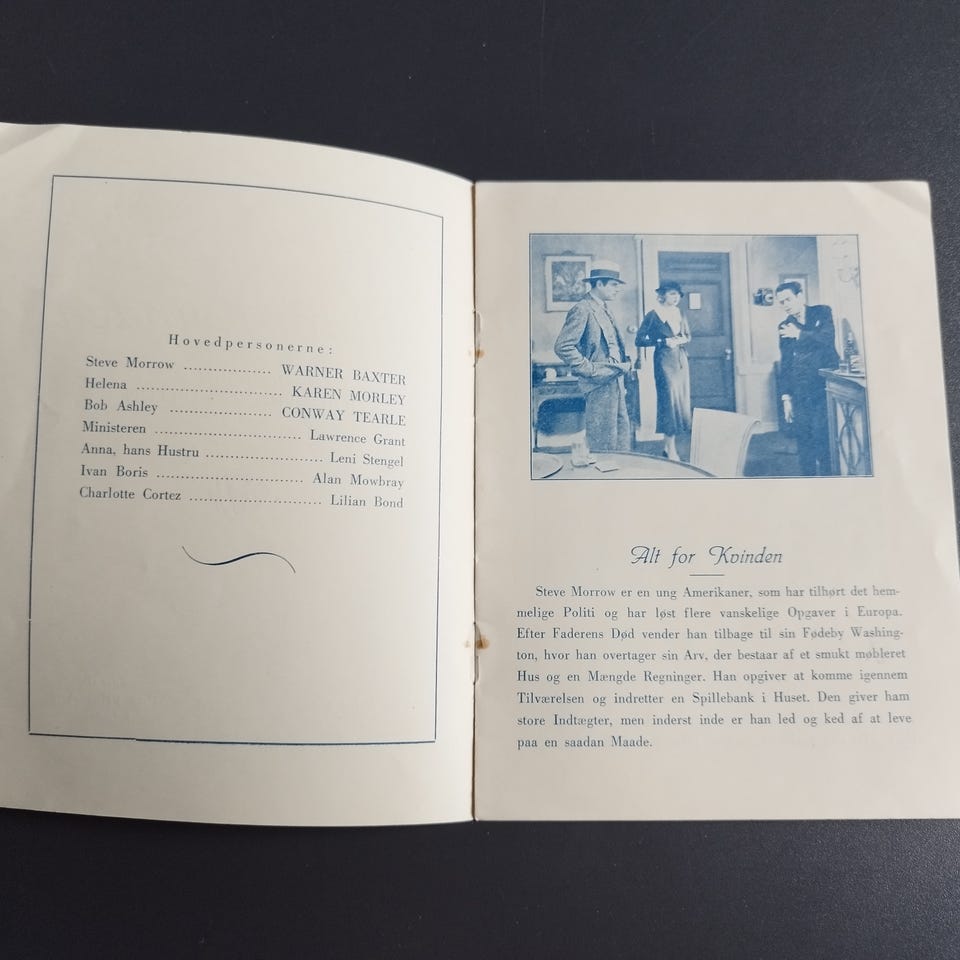 Hovedpersonerne:
Steve Morrow .................. WARNER BAXTER
Helena .............................. KAREN MORLEY
Bob Ashley ..................... CONWAY TEARLE
Ministeren .............................. Lawrence Grant
Anna, hans Hustru ........................ Leni Stengel
Ivan Boris .............................. Alan Mowbray
Charlotte Cortez ........................... Lilian Bond
Alt for Kvinden
Steve Morrow er en ung Amerikaner, som har tilhørt det hem-
melige Politi og har løst flere vanskelige Opgaver i Europa.
Efter Faderens Død vender han tilbage til sin Fødeby Washing-
ton, hvor han overtager sin Arv, der bestaar af et smukt møbleret
Hus og en Mængde Regninger. Han opgiver at komme igennem
Tilværelsen og indretter en Spillebank i Huset. Den giver ham
store Indtægter, men inderst inde er han led og ked af at leve
paa en saadan Maade.